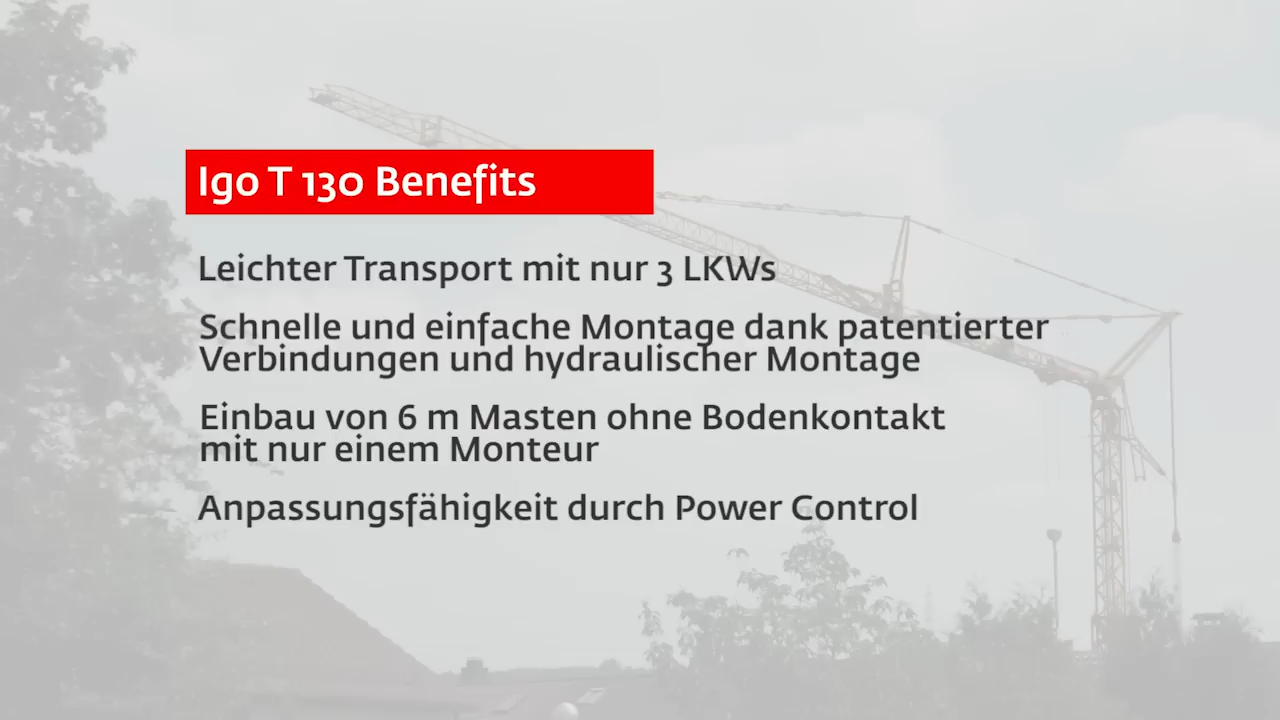 Igo T 130 Benefits
Leichter Transport mit nur 3 LKWs
Schnelle und einfache Montage dank patentierter
Verbindungen und hydraulischer Montage
Einbau von 6 m Masten ohne Bodenkontakt
mit nur einem Monteur
Anpassungsfähigkeit durch Power Control